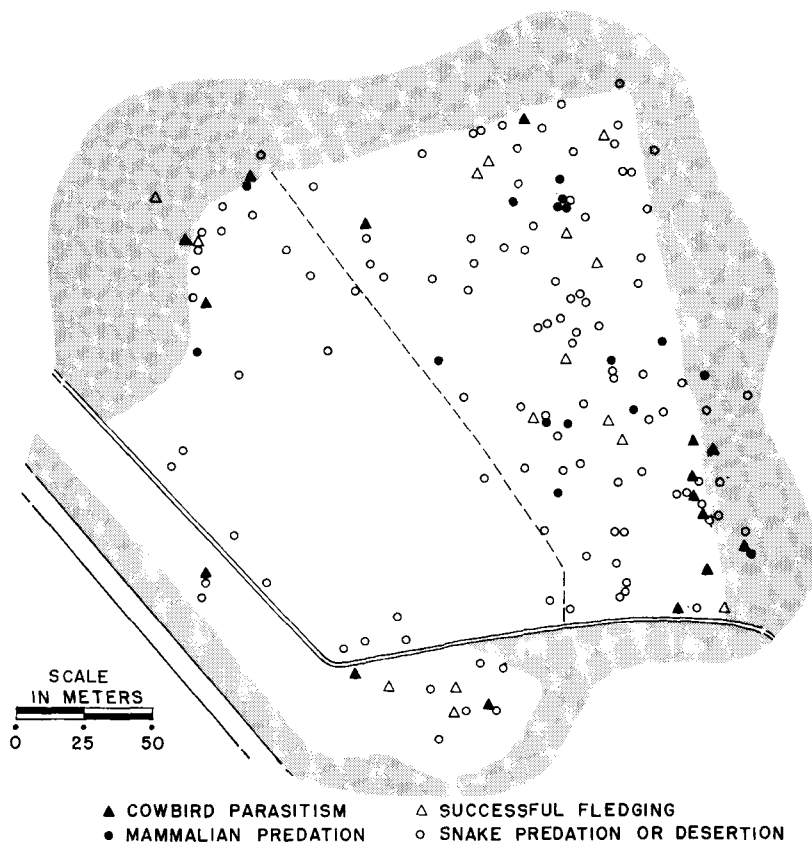 SCALE
IN METERS
0 25 50
▲ COWBIRD PARASITISM
△ SUCCESSFUL FLEDGING
● MAMMALIAN PREDATION
○ SNAKE PREDATION OR DESERTION